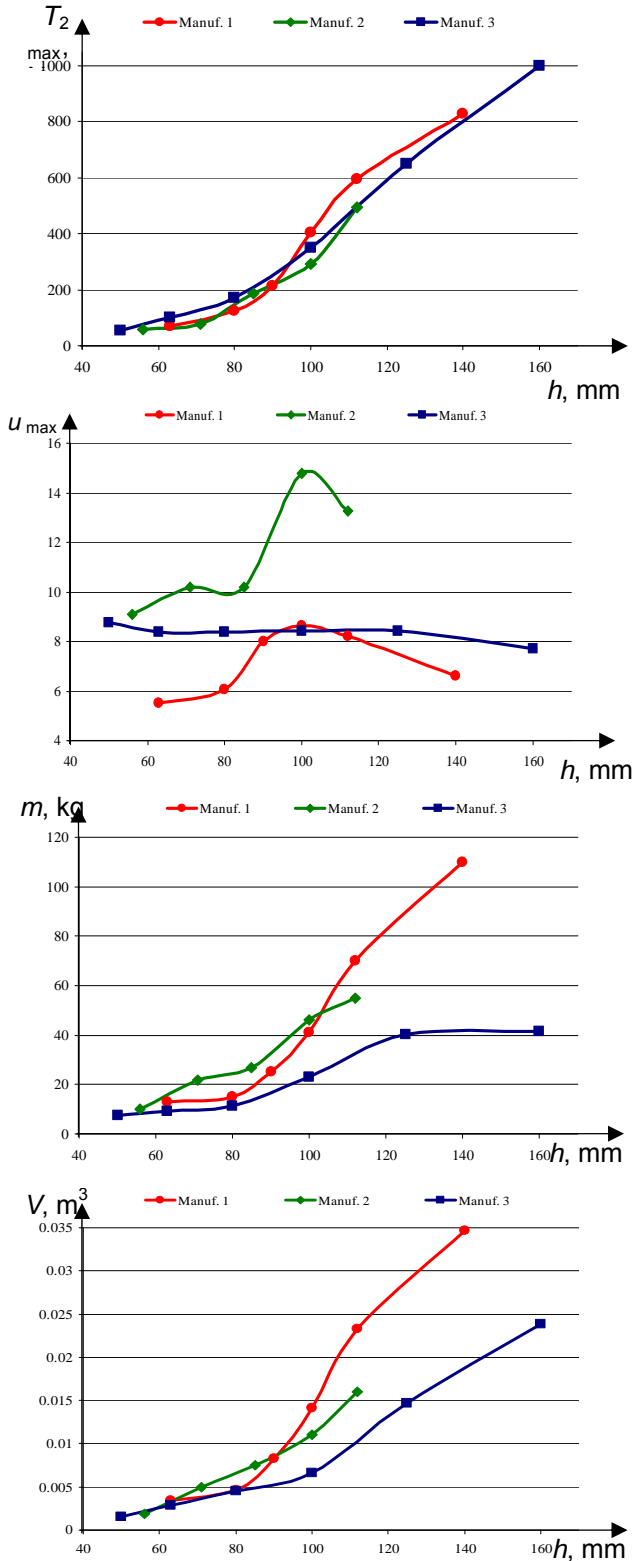 T2
Manuf. 1 Manuf. 2 Manuf. 3
max,
1000
800
600
400
200
0
40 60 80 100 120 140 160
h, mm
u max
Manuf. 1 Manuf. 2 Manuf. 3
16
14
12
10
8
6
4
40 60 80 100 120 140 160
h, mm
m, kg
Manuf. 1 Manuf. 2 Manuf. 3
120
100
80
60
40
20
0
40 60 80 100 120 140 160
h, mm
V, m³
Manuf. 1 Manuf. 2 Manuf. 3
0.035
0.03
0.025
0.02
0.015
0.01
0.005
0
40 60 80 100 120 140 160
h, mm